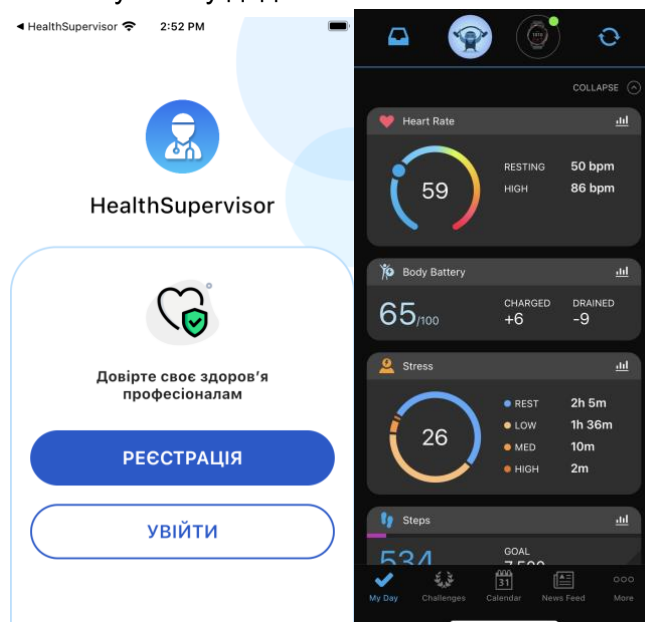 HealthSupervisor
2:52 PM
HealthSupervisor
Довірте своє здоров'я
професіоналам
РЕЄСТРАЦІЯ
УВІЙТИ
COLLAPSE
Heart Rate
59
RESTING 50 bpm
HIGH 86 bpm
Body Battery
65/100
CHARGED DRAINED
+6 -9
Stress
26
REST 2h 5m
LOW 1h 36m
MED 10m
HIGH 2m
Steps
534
GOAL
31
My Day Challenges Calendar News Feed More